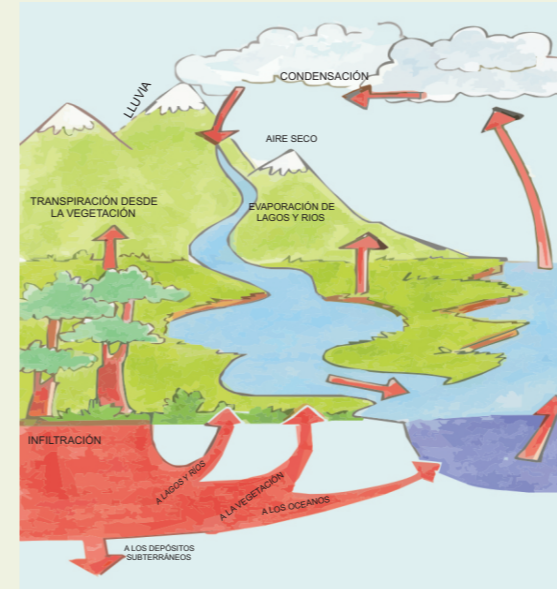 CONDENSACIÓN
LLUVIA
AIRE SECO
TRANSPIRACIÓN DESDE
LA VEGETACIÓN
EVAPORACIÓN DE
LAGOS Y RIOS
INFILTRACIÓN
A LAGOS Y RIOS
A LA VEGETACIÓN
A LOS OCEANOS
A LOS DEPÓSITOS
SUBTERRÁNEOS